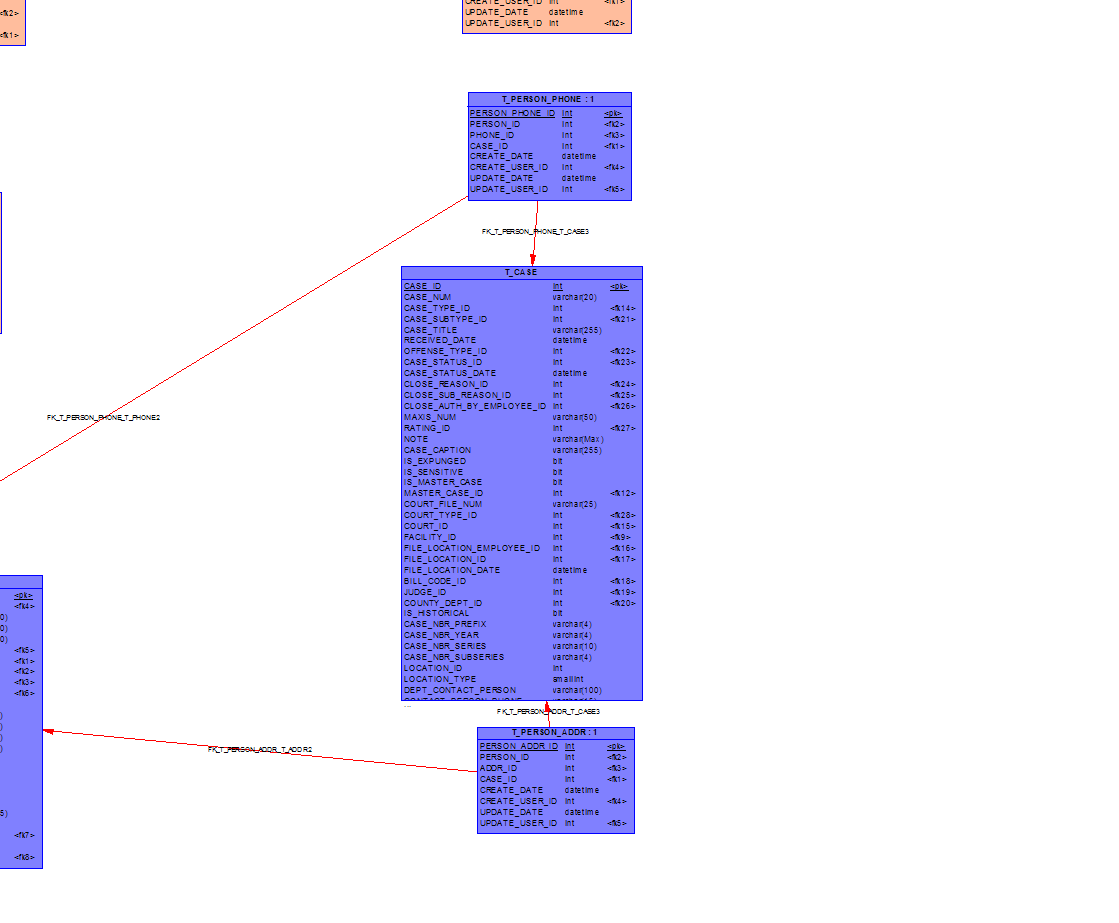 <fk2>
<fk1>
UPDATE_DATE datetime
UPDATE_USER_ID int <fk2>
T_PERSON_PHONE : 1
PERSON_PHONE_ID int <pk>
PERSON_ID int <fk2>
PHONE_ID int <fk3>
CASE_ID int <fk1>
CREATE_DATE datetime
CREATE_USER_ID int <fk4>
UPDATE_DATE datetime
UPDATE_USER_ID int <fk5>
FK_T_PERSON_PHONE_T_CASE3
T_CASE
CASE_ID int <pk>
CASE_NUM varchar(20)
CASE_TYPE_ID int <fk14>
CASE_SUBTYPE_ID int <fk21>
CASE_TITLE varchar(255)
RECEIVED_DATE datetime
OFFENSE_TYPE_ID int <fk22>
CASE_STATUS_ID int <fk23>
CASE_STATUS_DATE datetime
CLOSE_REASON_ID int <fk24>
CLOSE_SUB_REASON_ID int <fk25>
CLOSE_AUTH_BY_EMPLOYEE_ID int <fk26>
MAXIS_NUM varchar(50)
RATING_ID int <fk27>
NOTE varchar(Max)
CASE_CAPTION varchar(255)
IS_EXPUNGED bit
IS_SENSITIVE bit
IS_MASTER_CASE bit
MASTER_CASE_ID int <fk12>
COURT_FILE_NUM varchar(25)
COURT_TYPE_ID int <fk28>
COURT_ID int <fk15>
FACILITY_ID int <fk9>
FILE_LOCATION_EMPLOYEE_ID int <fk16>
FILE_LOCATION_ID int <fk17>
FILE_LOCATION_DATE datetime
BILL_CODE_ID int <fk18>
JUDGE_ID int <fk19>
COUNTY_DEPT_ID int <fk20>
IS_HISTORICAL bit
CASE_NBR_PREFIX varchar(4)
CASE_NBR_YEAR varchar(4)
CASE_NBR_SERIES varchar(10)
CASE_NBR_SUBSERIES varchar(4)
LOCATION_ID int
LOCATION_TYPE smallint
DEPT_CONTACT_PERSON varchar(100)
FK_T_PERSON_PHONE_T_PHONE2
<pk>
<fk4>
0)
0)
0)
<fk5>
<fk1>
<fk2>
<fk3>
<fk6>
5)
<fk7>
<fk8>
FK_T_PERSON_ADDR_T_CASE3
FK_T_PERSON_ADDR_T_ADDR2
T_PERSON_ADDR : 1
PERSON_ADDR_ID int <pk>
PERSON_ID int <fk2>
ADDR_ID int <fk3>
CASE_ID int <fk1>
CREATE_DATE datetime
CREATE_USER_ID int <fk4>
UPDATE_DATE datetime
UPDATE_USER_ID int <fk5>